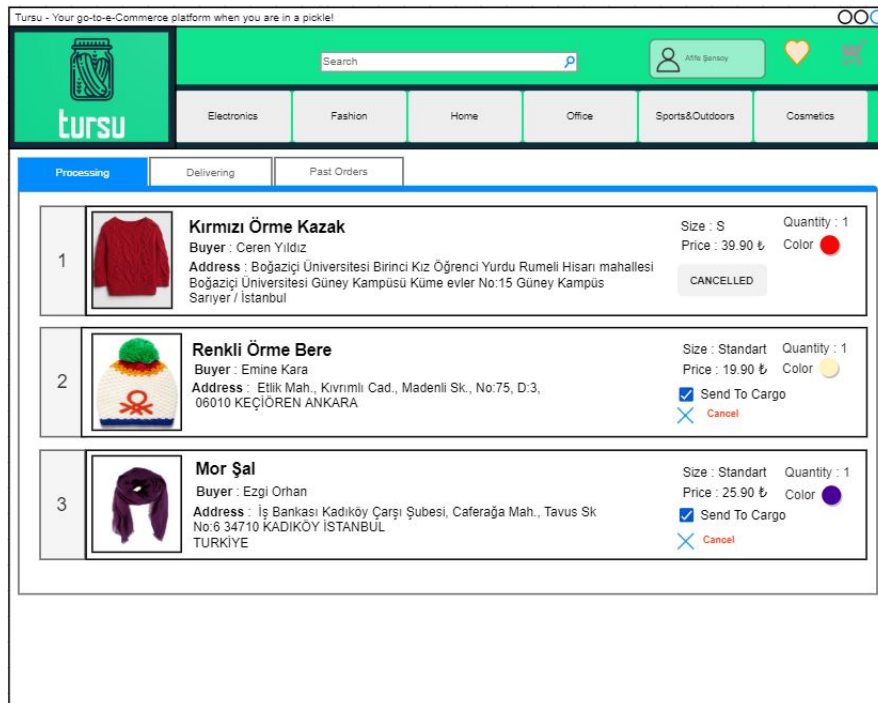 Tursu - Your go-to-e-Commerce platform when you are in a pickle!
Search
Afife Şensoy
tursu
Electronics
Fashion
Home
Office
Sports&Outdoors
Cosmetics
Processing
Delivering
Past Orders
1
Kırmızı Örme Kazak
Buyer : Ceren Yıldız
Address : Boğaziçi Üniversitesi Birinci Kız Öğrenci Yurdu Rumeli Hisarı mahallesi
Boğaziçi Üniversitesi Güney Kampüsü Küme evler No:15 Güney Kampüs
Sarıyer / İstanbul
Size : S
Quantity : 1
Price : 39.90 ₺
Color
CANCELLED
2
Renkli Örme Bere
Buyer : Emine Kara
Address : Etlik Mah., Kıvrımlı Cad., Madenli Sk., No:75, D:3,
06010 KEÇİÖREN ANKARA
Size : Standart
Quantity : 1
Price : 19.90 ₺
Color
Send To Cargo
Cancel
3
Mor Şal
Buyer : Ezgi Orhan
Address : İş Bankası Kadıköy Çarşı Şubesi, Caferağa Mah., Tavus Sk
No:6 34710 KADIKÖY İSTANBUL
TURKİYE
Size : Standart
Quantity : 1
Price : 25.90 ₺
Color
Send To Cargo
Cancel